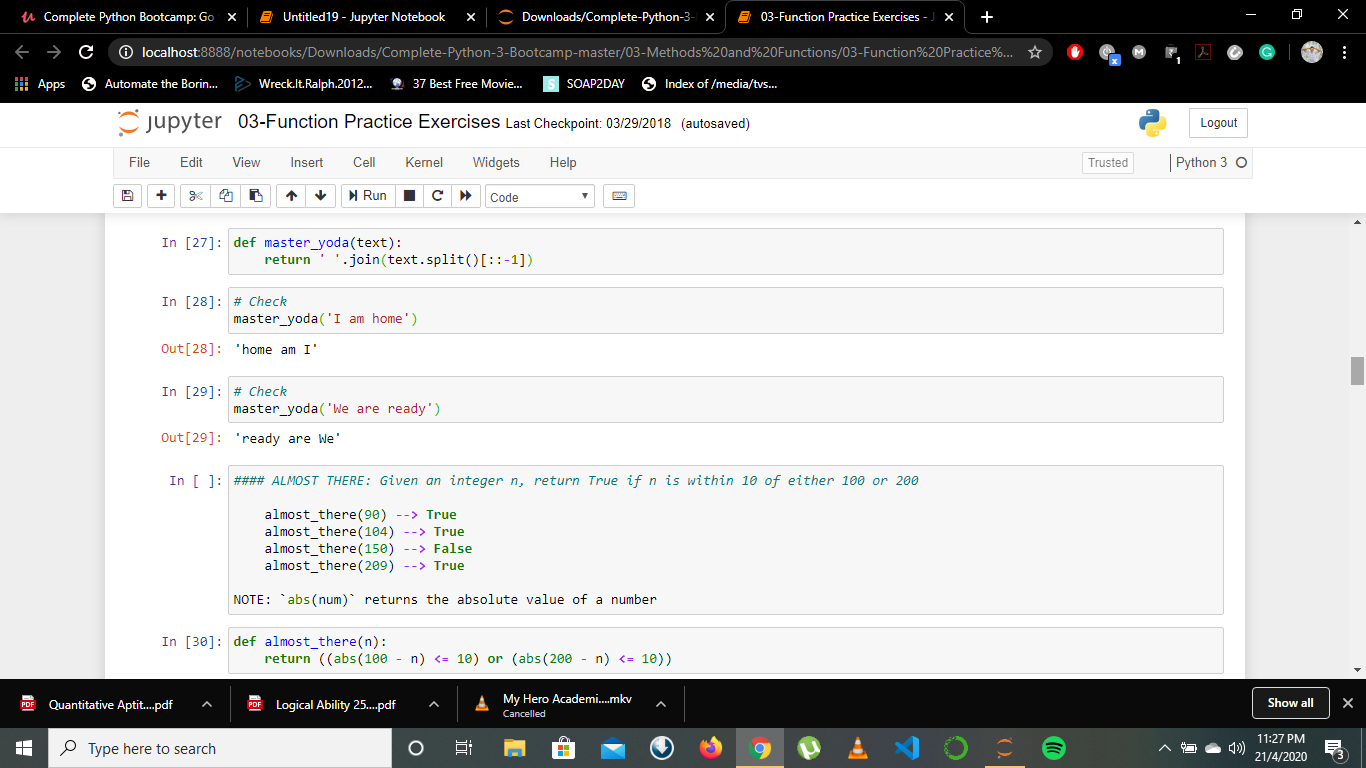 Complete Python Bootcamp: Go
Untitled19 - Jupyter Notebook
Downloads/Complete-Python-3-
03-Function Practice Exercises - J
localhost:8888/notebooks/Downloads/Complete-Python-3-Bootcamp-master/03-Methods%20and%20Functions/03-Function%20Practice%...
Apps
Automate the Borin...
Wreck.It.Ralph.2012...
37 Best Free Movie...
SOAP2DAY
Index of /media/tvs...
jupyter 03-Function Practice Exercises Last Checkpoint: 03/29/2018 (autosaved)
Logout
File Edit View Insert Cell Kernel Widgets Help
Trusted
Python 3
Run
Code
In [27]: def master_yoda(text):
    return ' '.join(text.split()[::-1])
In [28]: # Check
master_yoda('I am home')
Out[28]: 'home am I'
In [29]: # Check
master_yoda('We are ready')
Out[29]: 'ready are We'
In [ ]: #### ALMOST THERE: Given an integer n, return True if n is within 10 of either 100 or 200
    almost_there(90) --> True
    almost_there(104) --> True
    almost_there(150) --> False
    almost_there(209) --> True
NOTE: `abs(num)` returns the absolute value of a number
In [30]: def almost_there(n):
    return ((abs(100 - n) <= 10) or (abs(200 - n) <= 10))
Quantitative Aptit....pdf
Logical Ability 25....pdf
My Hero Academi....mkv
Cancelled
Show all
Type here to search
11:27 PM
21/4/2020
3